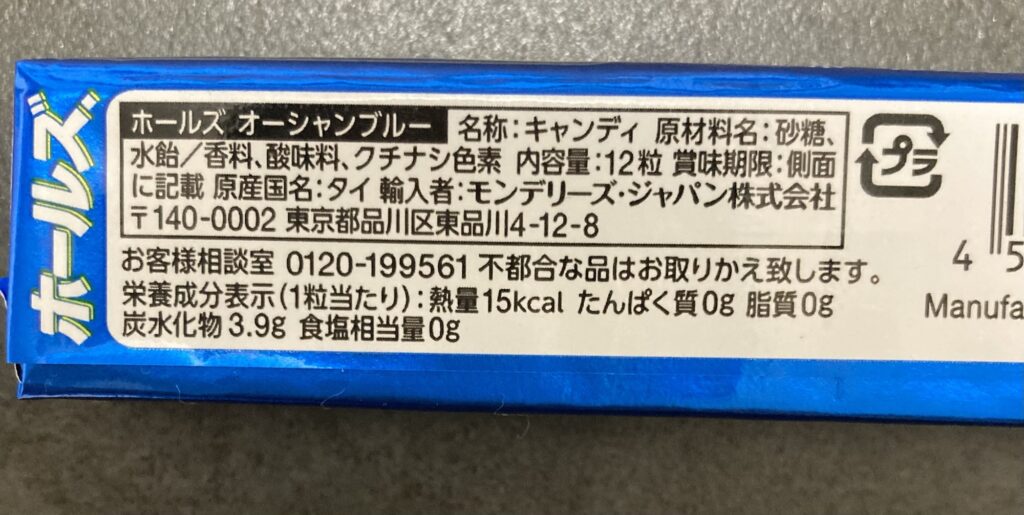 ホールズ
ホールズ オーシャンブルー 名称:キャンディ 原材料名:砂糖、
水飴/香料、酸味料、クチナシ色素 内容量:12粒 賞味期限:側面
に記載 原産国名:タイ 輸入者:モンデリーズ・ジャパン株式会社
〒140-0002 東京都品川区東品川4-12-8
お客様相談室 0120-199561 不都合な品はお取りかえ致します。
栄養成分表示(1粒当たり):熱量15kcal たんぱく質0g 脂質0g
炭水化物3.9g 食塩相当量0g
プラ
4 5
Manufa